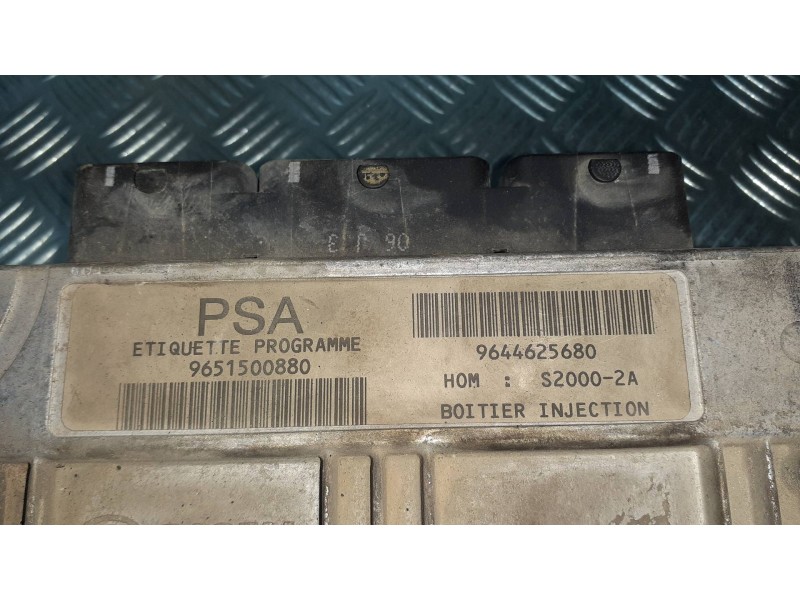 PSA
ETIQUETTE PROGRAMME
9651500880
9644625680
HOM : S2000-2A
BOITIER INJECTION